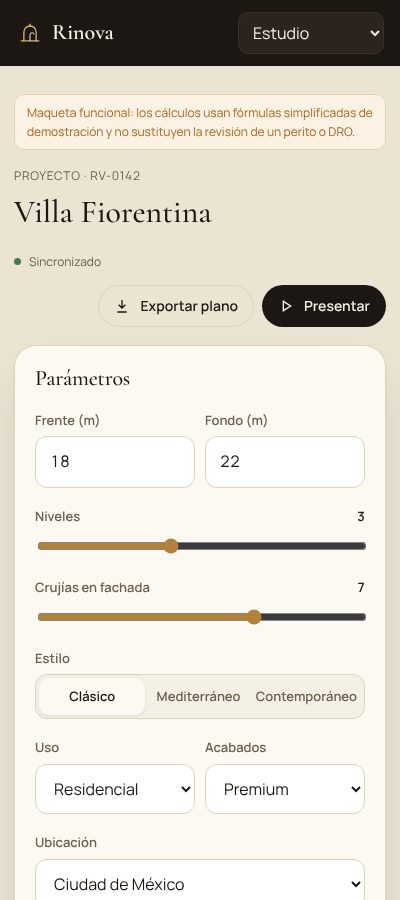 Rinova
Estudio
Maqueta funcional: los cálculos usan fórmulas simplificadas de
demostración y no sustituyen la revisión de un perito o DRO.
PROYECTO · RV-0142
Villa Fiorentina
Sincronizado
Exportar plano
Presentar
Parámetros
Frente (m) Fondo (m)
18 22
Niveles 3
Crujías en fachada 7
Estilo
Clásico Mediterráneo Contemporáneo
Uso Acabados
Residencial Premium
Ubicación
Ciudad de México